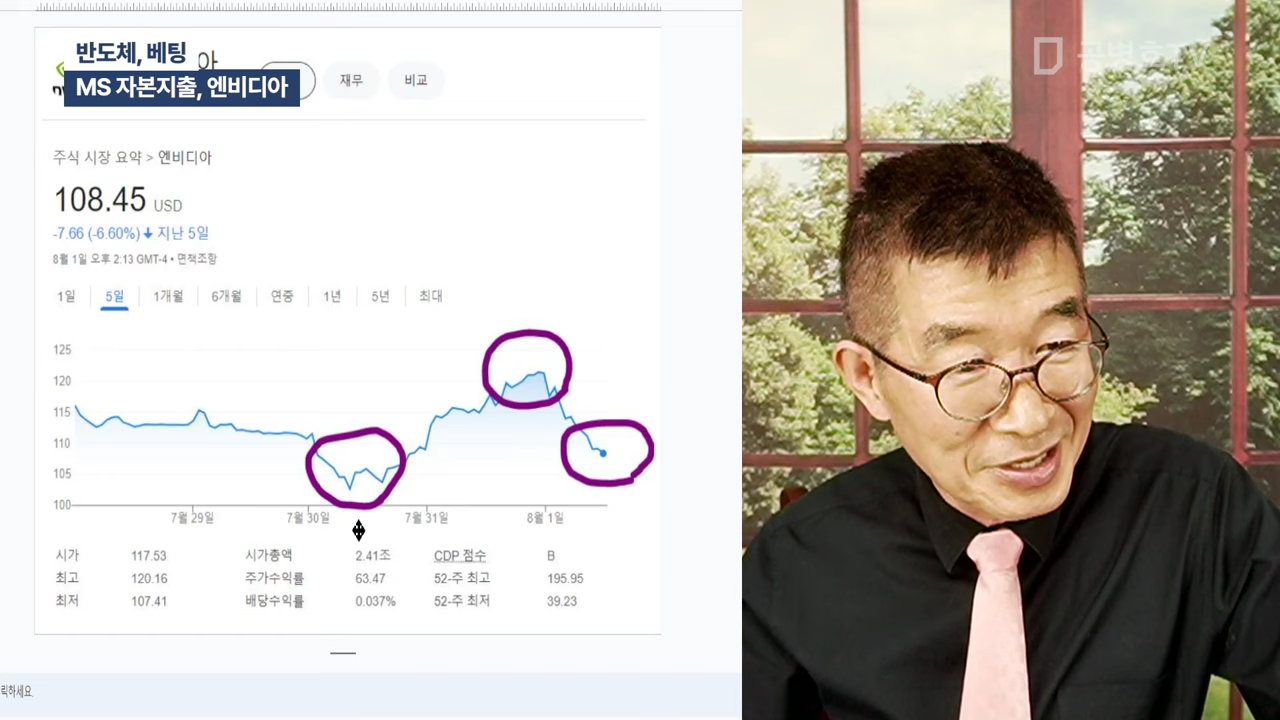 반도체, 베팅
MS 자본지출, 엔비디아
아
재무
비교
주식 시장 요약 > 엔비디아
108.45 USD
-7.66 (-6.60%) 지난 5일
8월 1일 오후 2:13 GMT-4 • 면책조항
1일 5일 1개월 6개월 연중 1년 5년 최대
125
120
115
110
105
100
7월 29일 7월 30일 7월 31일 8월 1일
시가 117.53 시가총액 2.41조 CDP 점수 B
최고 120.16 주가수익률 63.47 52-주 최고 195.95
최저 107.41 배당수익률 0.037% 52-주 최저 39.23
릭하세요.